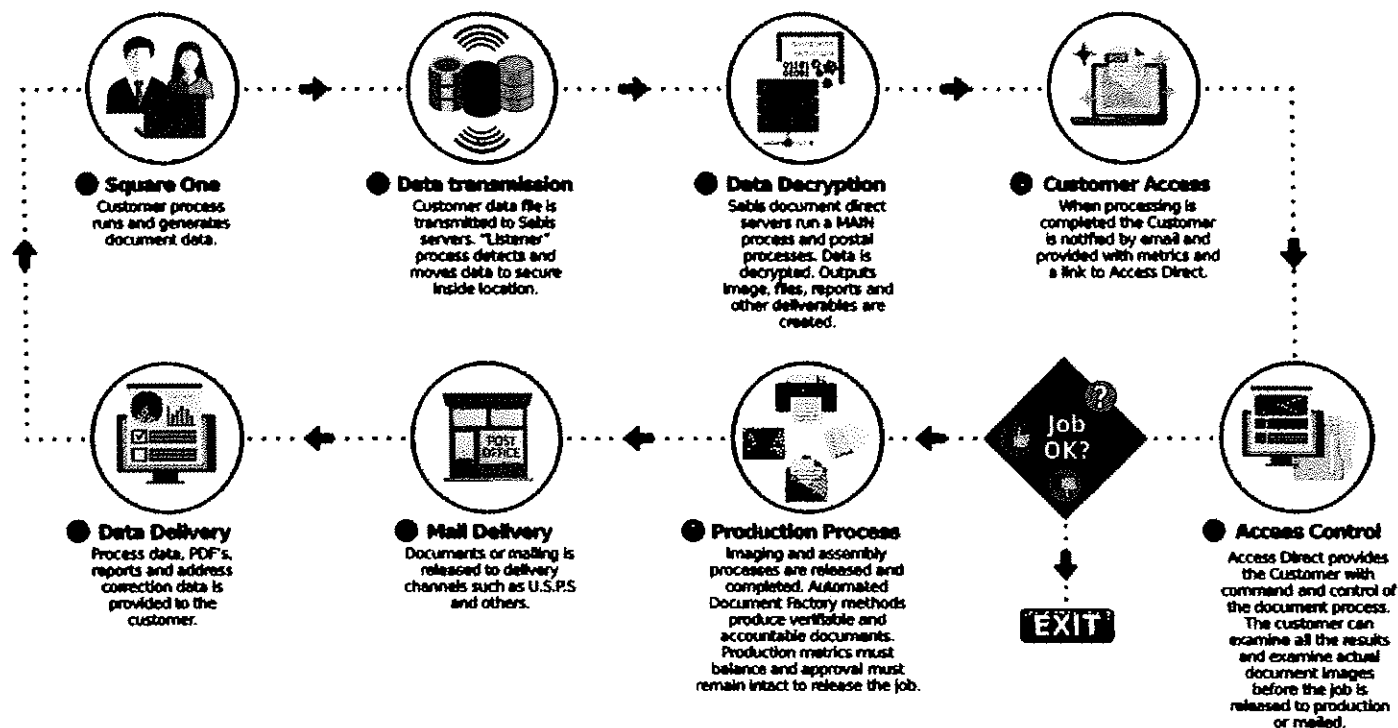 Square One
Customer process
runs and generates
document data.
Data transmission
Customer data file is
transmitted to Sebis
servers. "Listener"
process detects and
moves data to secure
inside location.
Data Decryption
Sebis document direct
servers run a MAIN
process and postal
processes. Data is
decrypted. Outputs
image, files, reports and
other deliverables are
created.
Customer Access
When processing is
completed the Customer
is notified by email and
provided with metrics and
a link to Access Direct.
Access Control
Access Direct provides
the Customer with
command and control of
the document process.
The customer can
examine all the results
and examine actual
document images
before the job is
released to production
or mailed.
?
Job
OK?
EXIT
Production Process
Imaging and assembly
processes are released and
completed. Automated
Document Factory methods
produce verifiable and
accountable documents.
Production metrics must
balance and approval must
remain intact to release the job.
POST
OFFICE
Mail Delivery
Documents or mailing is
released to delivery
channels such as U.S.P.S
and others.
Data Delivery
Process data, PDF's,
reports and address
correction data is
provided to the
customer.